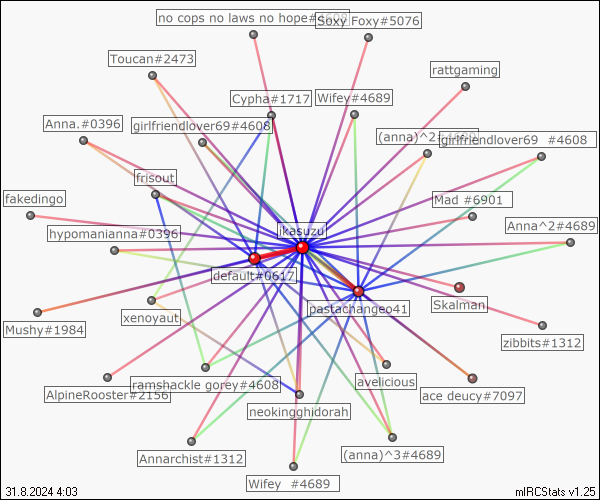 no cops no laws no hope#4608
Soxy Foxy#5076
Toucan#2473
rattgaming
Cypha#1717
Wifey#4689
Anna.#0396
girlfriendlover69#4608
(anna)^2#4689
girlfriendlover69 #4608
frisout
fakedingo
Mad #6901
ikasuzu
Anna^2#4689
hypomanianna#0396
default#0617
pastachangeo41
Skalman
xenoyaut
Mushy#1984
zibbits#1312
AlpineRooster#2156
ramshackle gorey#4608
avelicious
ace deucy#7097
neokingghidorah
Annarchist#1312
(anna)^3#4689
Wifey #4689
31.8.2024 4:03
mIRCStats v1.25